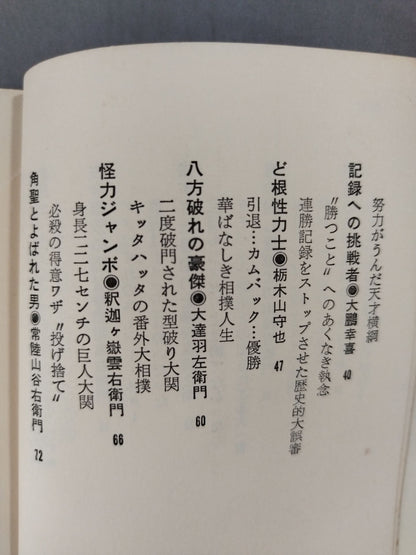 努力がうんだ天才横綱
記録への挑戦者◉大鵬幸喜 40
〝勝つこと〟へのあくなき執念
連勝記録をストップさせた歴史的大誤審
ど根性力士◉栃木山守也 47
引退…カムバック…優勝
華ばなしき相撲人生
八方破れの豪傑◉大達羽左衛門 60
二度破門された型破り大関
キッタハッタの番外大相撲
怪力ジャンボ◉釈迦ヶ嶽雲右衛門 66
身長二二七センチの巨人大関
必殺の得意ワザ〝投げ捨て〟
角聖とよばれた男◉常陸山谷右衛門 72